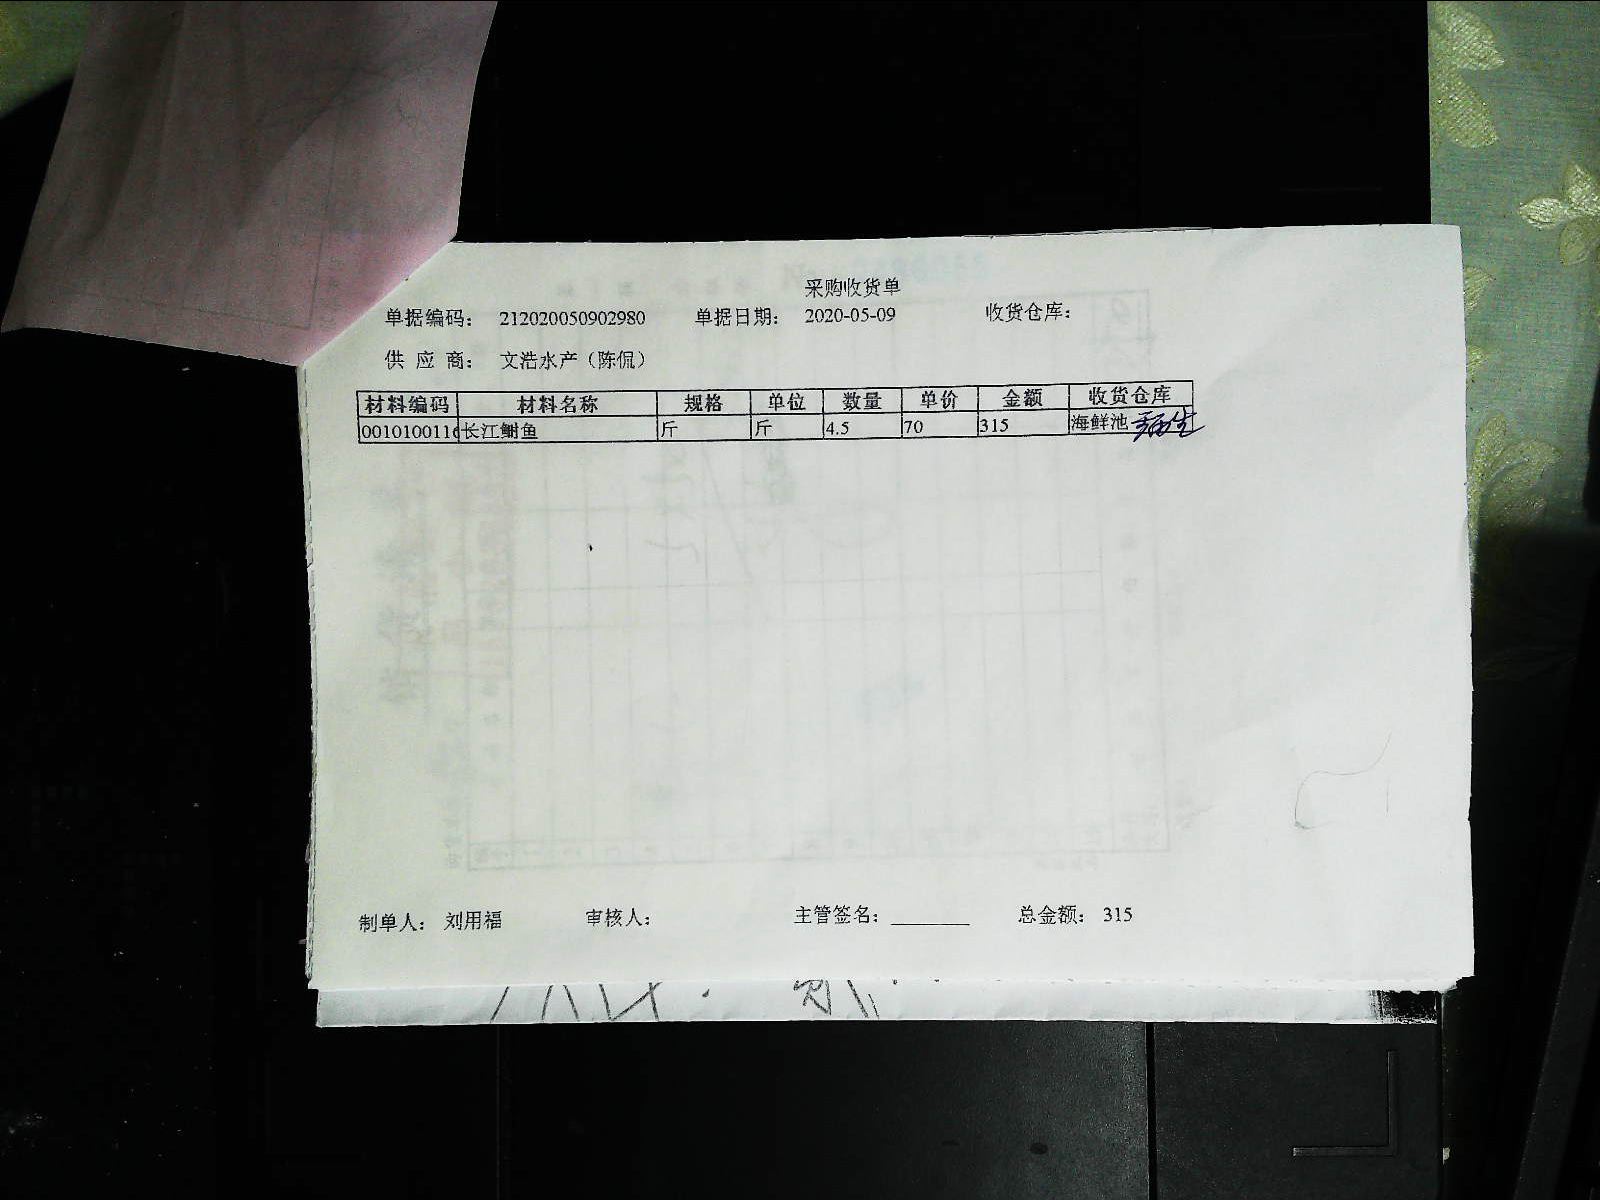 采购收货单
单据编码： 212020050902980 单据日期： 2020-05-09 收货仓库：
供 应 商： 文浩水产（陈侃）
材料编码 材料名称 规格 单位 数量 单价 金额 收货仓库
0010100116 长江鮰鱼 斤 斤 4.5 70 315 海鲜池
制单人： 刘用福 审核人： 主管签名：________ 总金额： 315